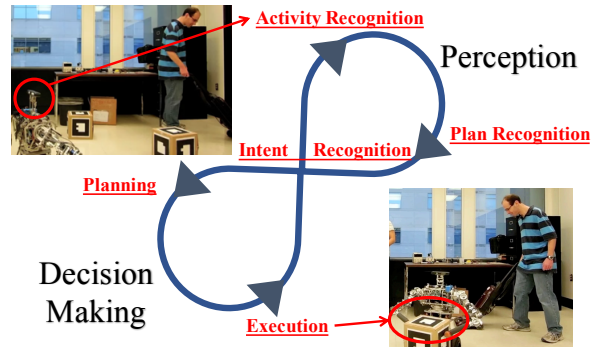 Activity Recognition
Perception
Plan Recognition
Intent Recognition
Planning
Decision
Making
Execution